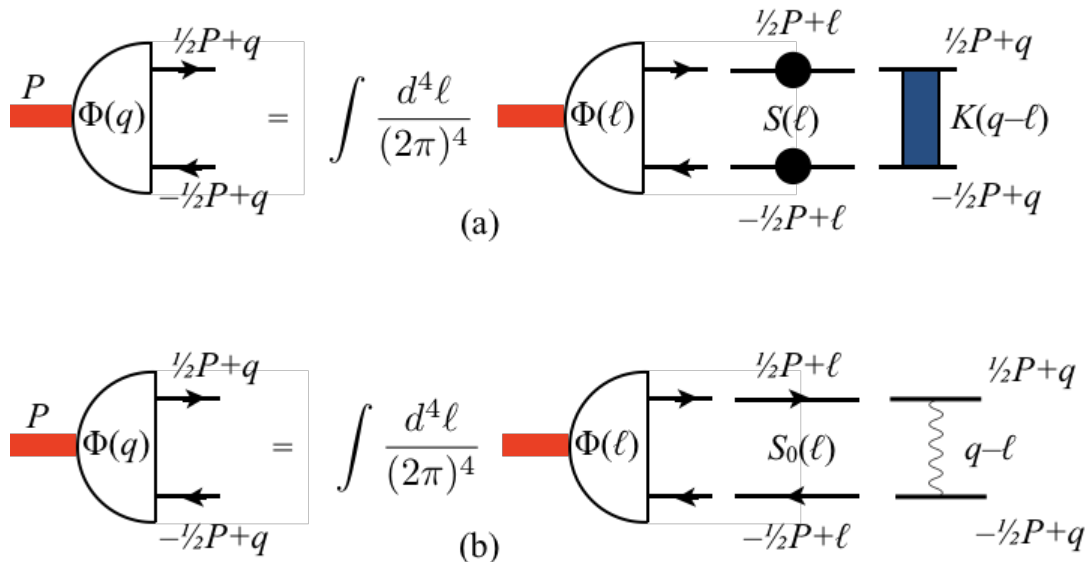 ½P+q
P
Φ(q)
=
∫ d⁴ℓ/(2π)⁴
Φ(ℓ)
½P+ℓ
S(ℓ)
½P+q
K(q–ℓ)
–½P+q
–½P+ℓ
–½P+q
(a)
½P+q
P
Φ(q)
=
∫ d⁴ℓ/(2π)⁴
Φ(ℓ)
½P+ℓ
S₀(ℓ)
½P+q
q–ℓ
–½P+q
–½P+ℓ
–½P+q
(b)